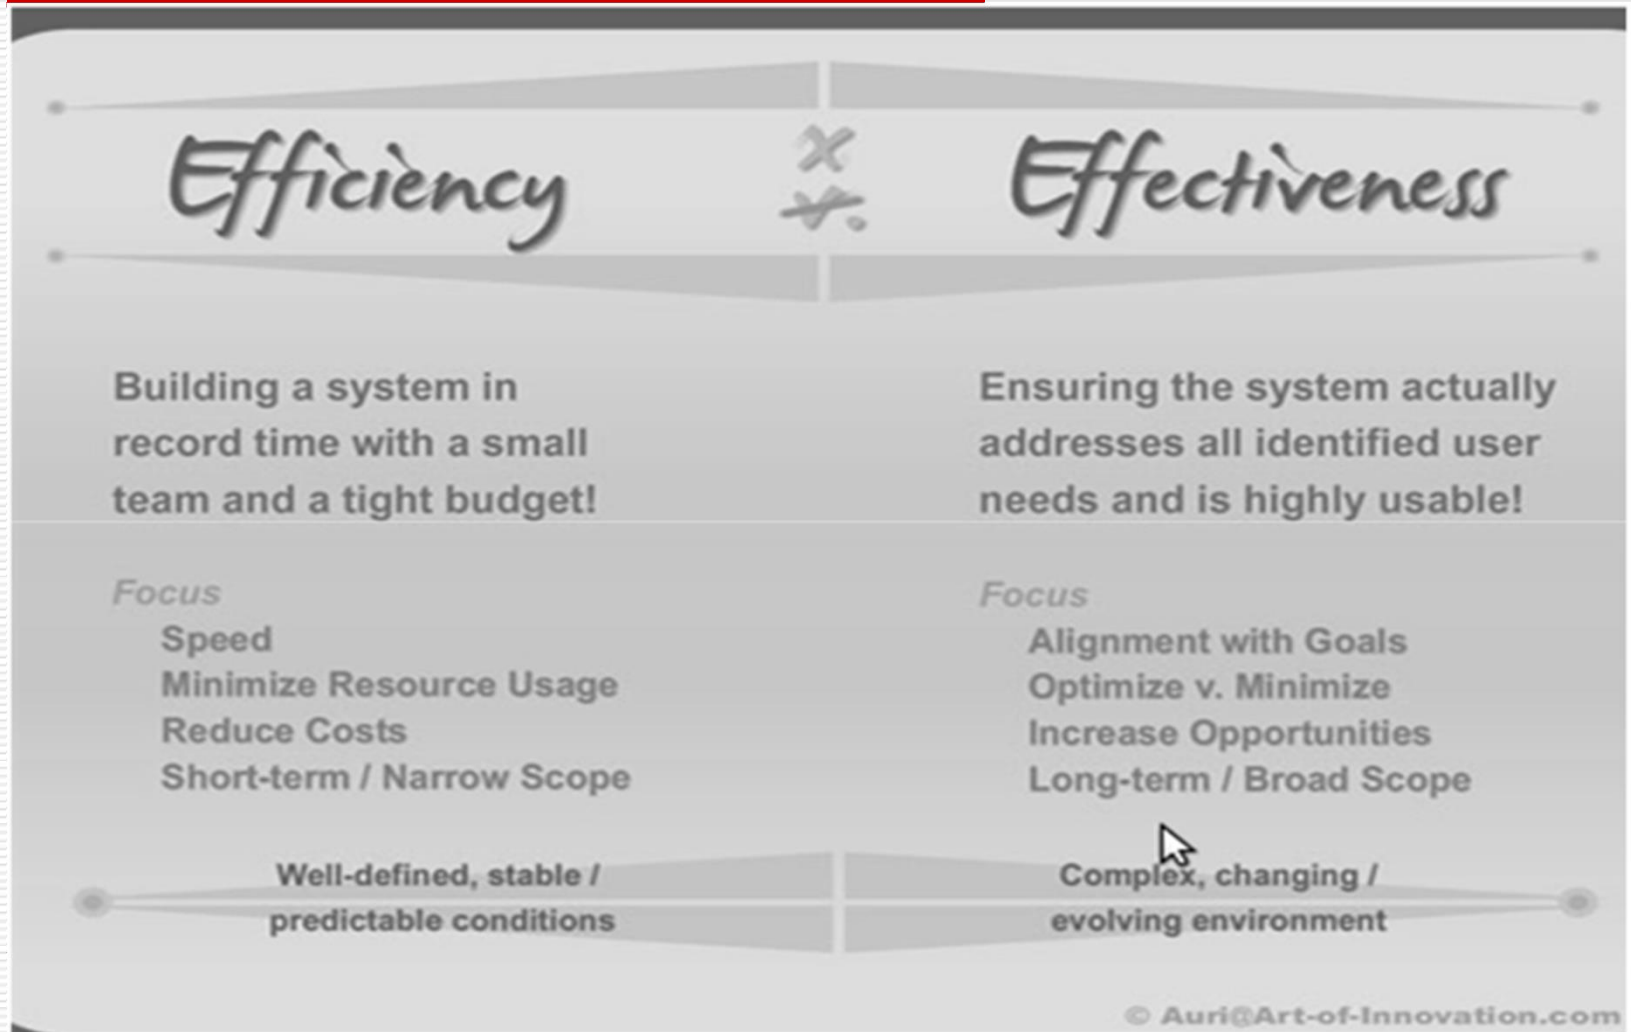 Efficiency
x
v.
Effectiveness
Building a system in
record time with a small
team and a tight budget!
Ensuring the system actually
addresses all identified user
needs and is highly usable!
Focus
Speed
Minimize Resource Usage
Reduce Costs
Short-term / Narrow Scope
Focus
Alignment with Goals
Optimize v. Minimize
Increase Opportunities
Long-term / Broad Scope
Well-defined, stable /
predictable conditions
Complex, changing /
evolving environment
© Auri@Art-of-Innovation.com